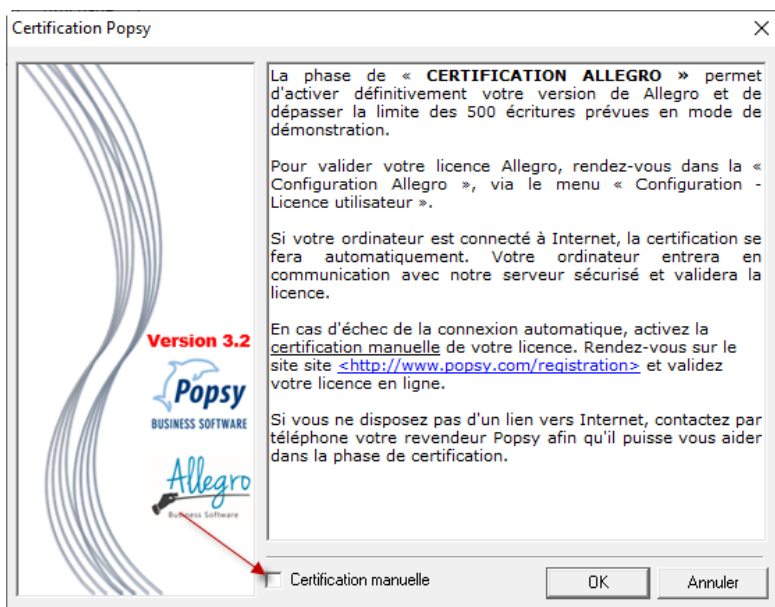 Certification Popsy
La phase de « CERTIFICATION ALLEGRO » permet
d'activer définitivement votre version de Allegro et de
dépasser la limite des 500 écritures prévues en mode de
démonstration.
Pour valider votre licence Allegro, rendez-vous dans la «
Configuration Allegro », via le menu « Configuration -
Licence utilisateur ».
Si votre ordinateur est connecté à Internet, la certification se
fera automatiquement. Votre ordinateur entrera en
communication avec notre serveur sécurisé et validera la
licence.
En cas d'échec de la connexion automatique, activez la
certification manuelle de votre licence. Rendez-vous sur le
site site <http://www.popsy.com/registration> et validez
votre licence en ligne.
Si vous ne disposez pas d'un lien vers Internet, contactez par
téléphone votre revendeur Popsy afin qu'il puisse vous aider
dans la phase de certification.
Version 3.2
Popsy
BUSINESS SOFTWARE
Allegro
Business Software
Certification manuelle
OK
Annuler